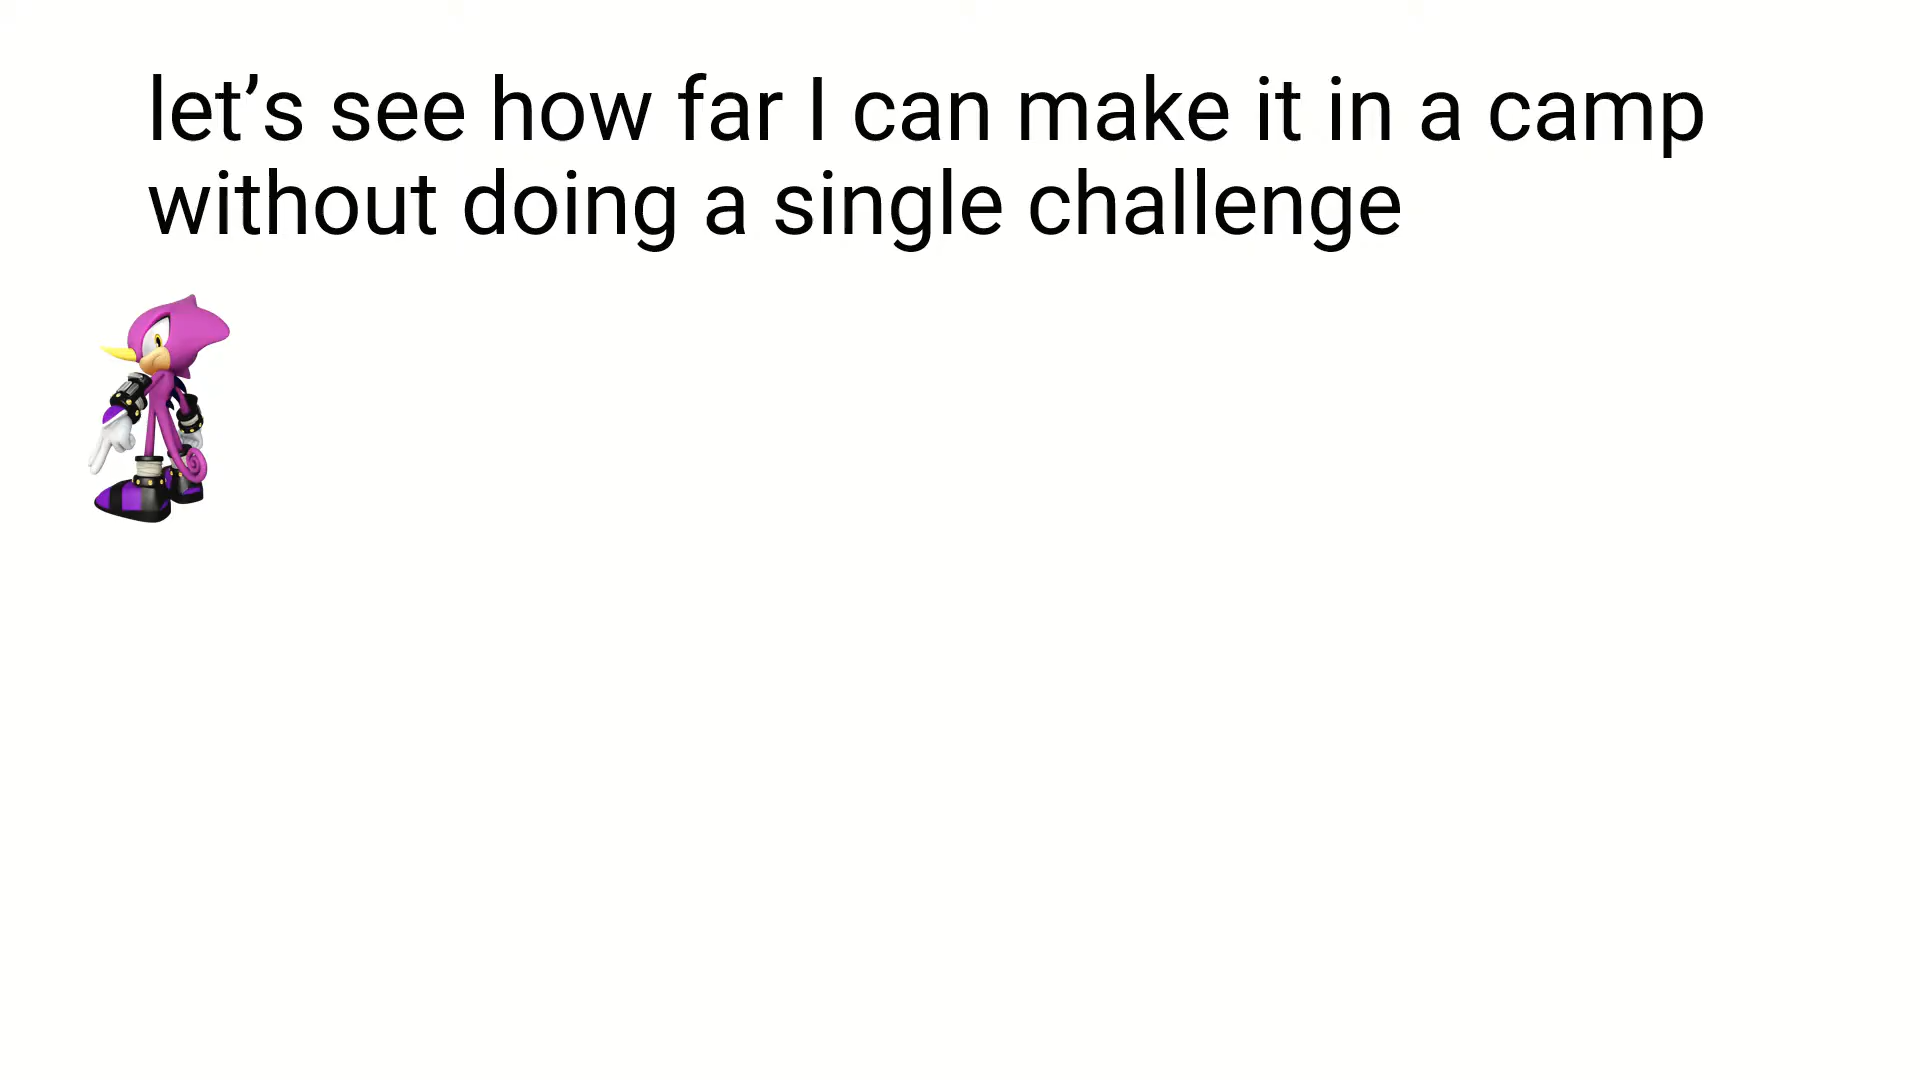 let’s see how far I can make it in a camp
without doing a single challenge